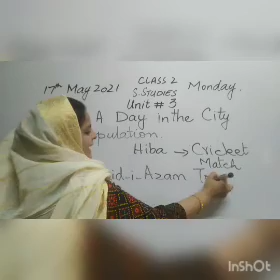 CLASS 2
17th May 2021 S. STUDIES Monday.
Unit # 3
A Day in the City
pulation.
Hiba → Cricket
Match
id-i-Azam
InShOt